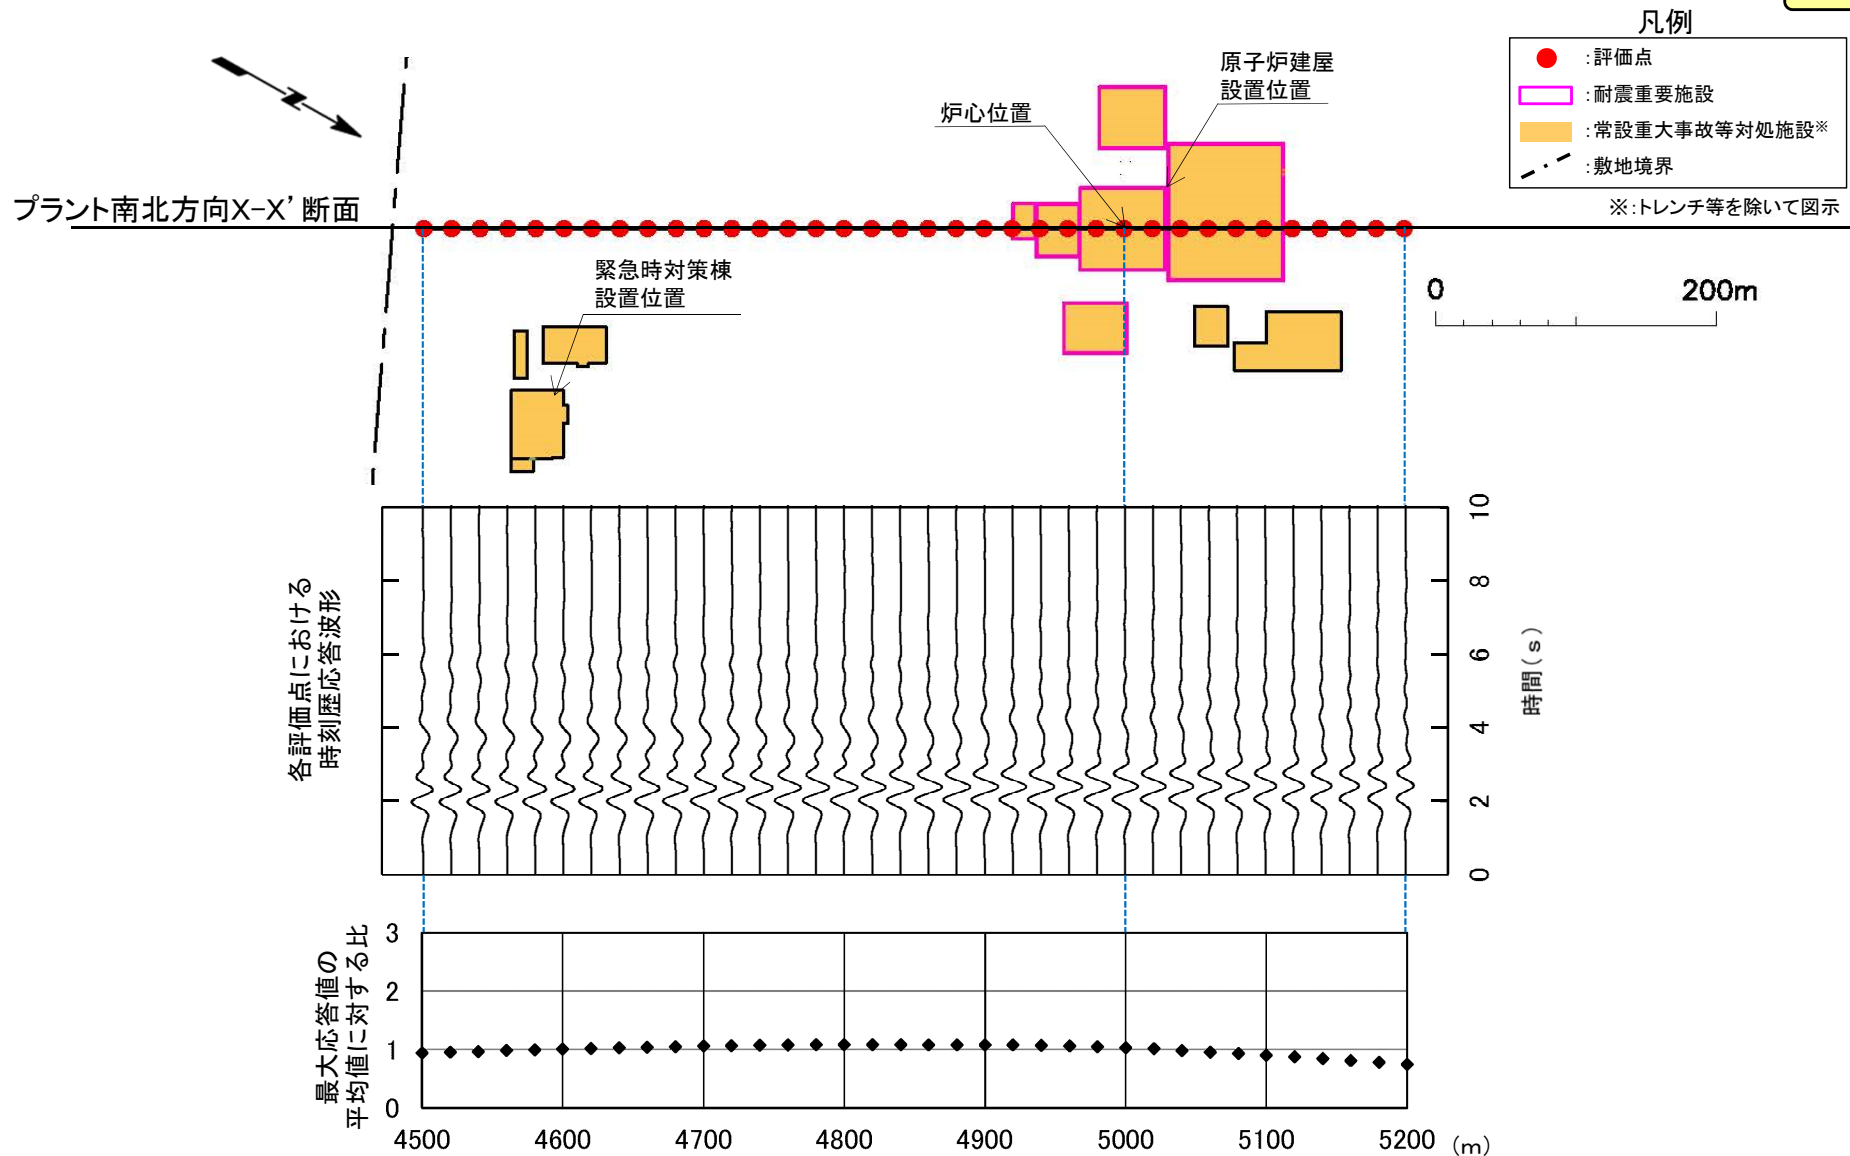 凡例
:評価点
:耐震重要施設
:常設重大事故等対処施設※
:敷地境界
※:トレンチ等を除いて図示
N
原子炉建屋
設置位置
炉心位置
プラント南北方向X-X’断面
緊急時対策棟
設置位置
0 200m
各評価点における
時刻歴応答波形
10
8
6
4
2
0
時間(s)
最大応答値の
平均値に対する比
3
2
1
0
4500 4600 4700 4800 4900 5000 5100 5200 (m)